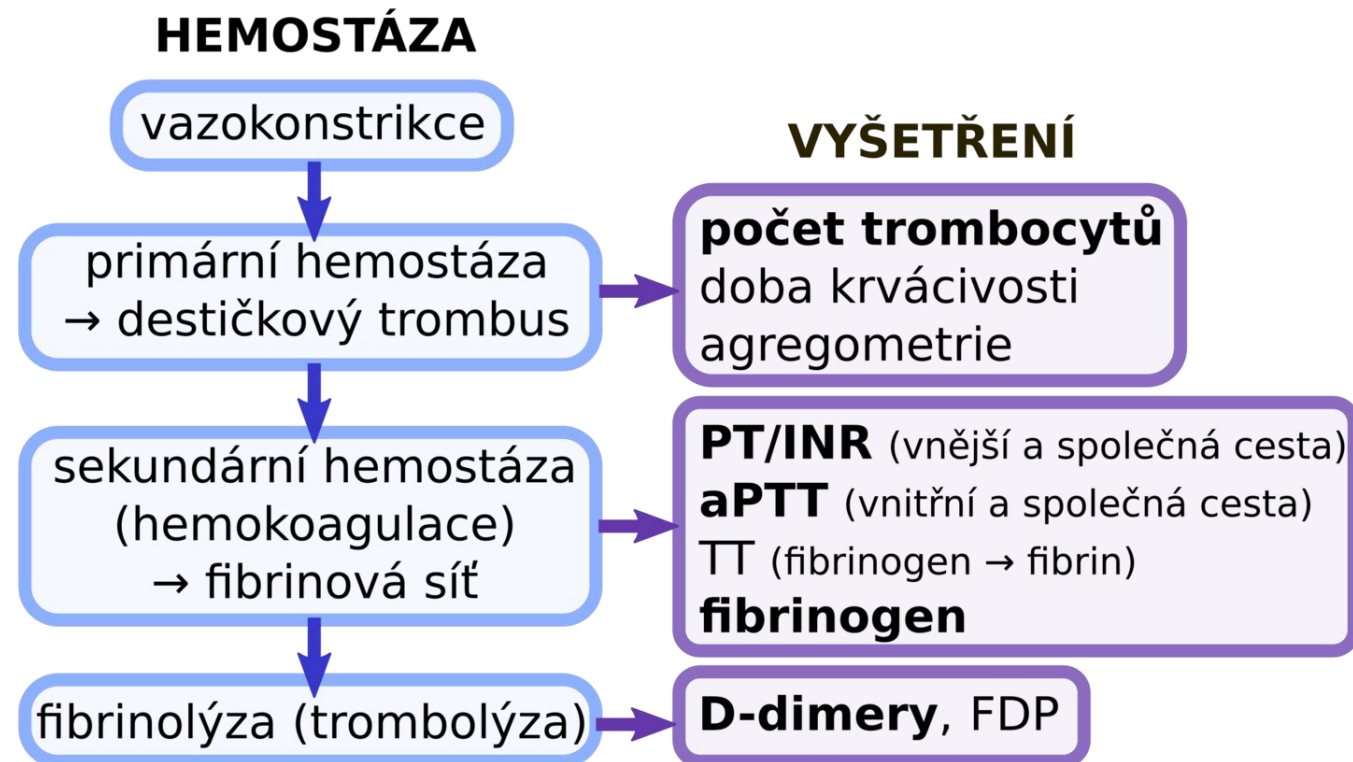 HEMOSTÁZA
vazokonstrikce
primární hemostáza
→ destičkový trombus
sekundární hemostáza
(hemokoagulace)
→ fibrinová síť
fibrinolýza (trombolýza)
VYŠETŘENÍ
počet trombocytů
doba krvácivosti
agregometrie
PT/INR (vnější a společná cesta)
aPTT (vnitřní a společná cesta)
TT (fibrinogen → fibrin)
fibrinogen
D-dimery, FDP